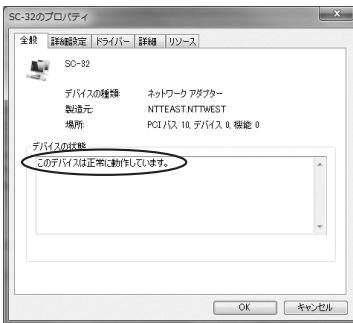 SC-32のプロパティ
全般 詳細設定 ドライバー 詳細 リソース
SC-32
デバイスの種類: ネットワーク アダプター
製造元: NTTEAST.NTTWEST
場所: PCI バス 10, デバイス 0, 機能 0
デバイスの状態
このデバイスは正常に動作しています。
OK キャンセル